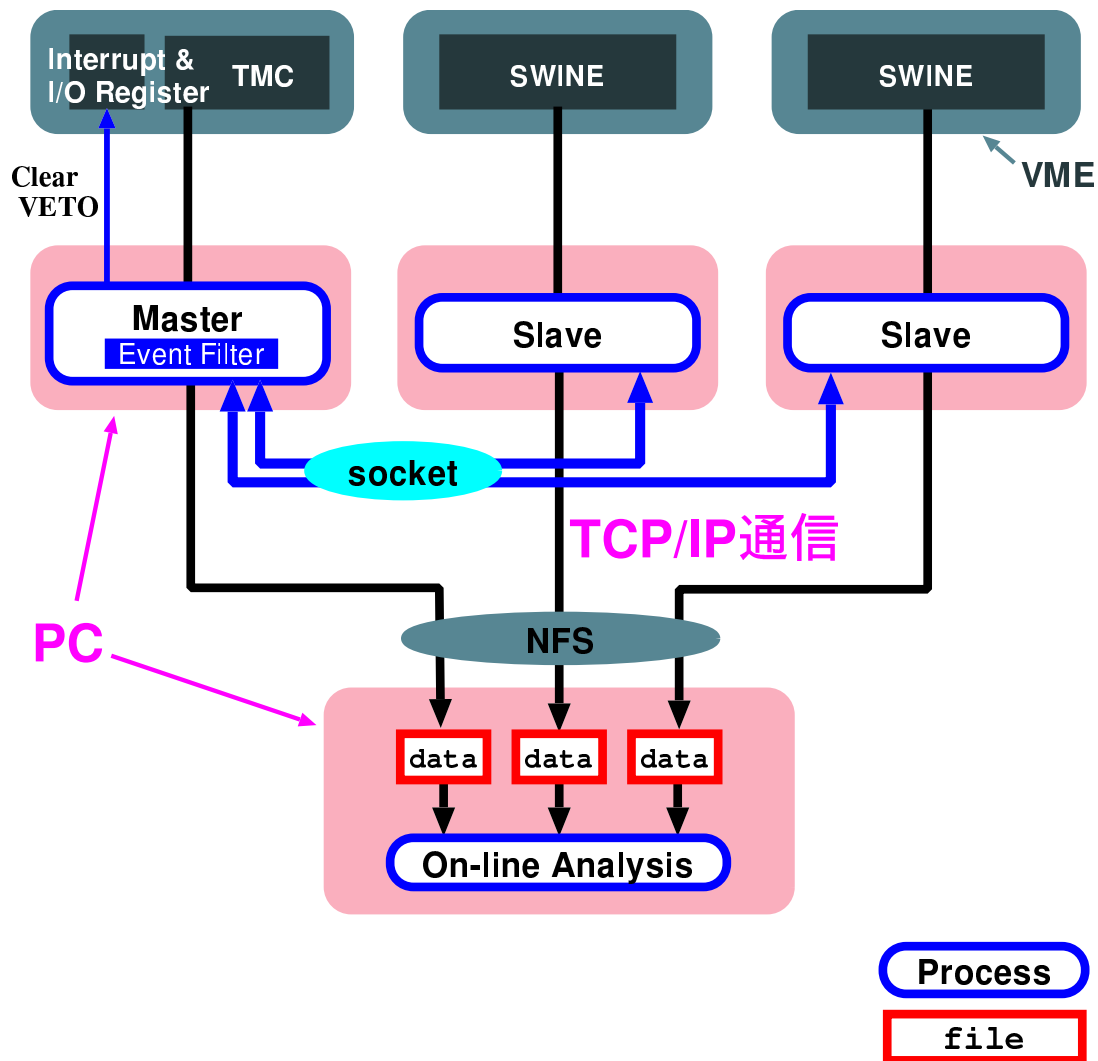 Interrupt &
I/O Register
TMC
SWINE
SWINE
Clear
VETO
VME
Master
Event Filter
Slave
Slave
socket
TCP/IP通信
PC
NFS
data
data
data
On-line Analysis
Process
file